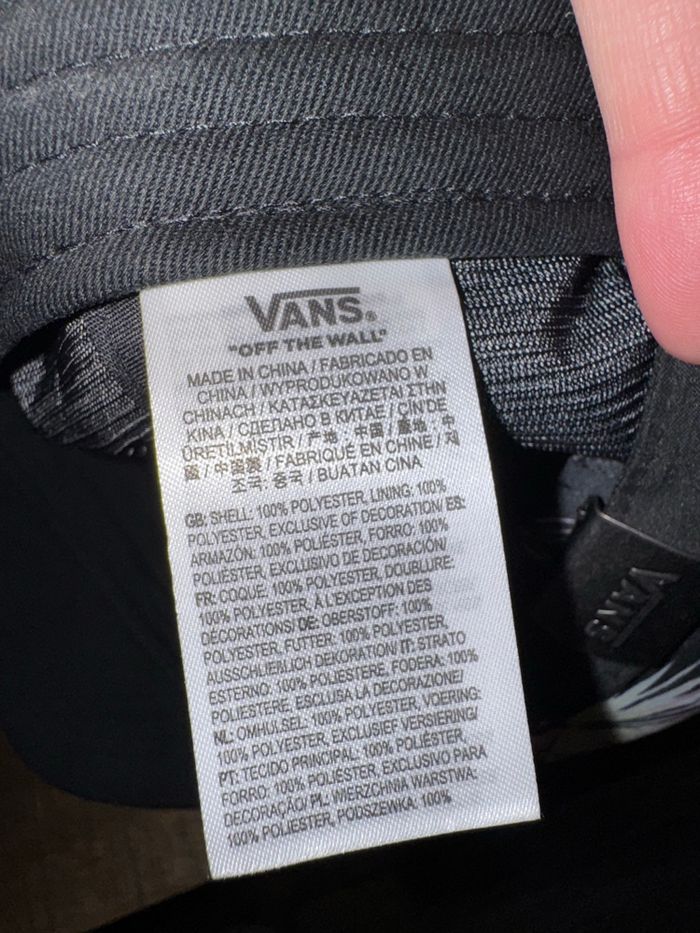 VANS®
"OFF THE WALL"
MADE IN CHINA / FABRICADO EN
CHINA / WYPRODUKOWANO W
CHINACH / ΚΑΤΑΣΚΕΥΑΖΕΤΑΙ ΣΤΗΝ
ΚΙΝΑ / СДЕЛАНО В КИТАЕ / ÇİN'DE
ÜRETİLMİŞTİR / 产地：中国 / 產地：中
國 / 中国製 / FABRIQUÉ EN CHINE / 제
조국: 중국 / BUATAN CINA
GB: SHELL: 100% POLYESTER, LINING: 100%
POLYESTER, EXCLUSIVE OF DECORATION/ ES:
ARMAZÓN: 100% POLIÉSTER, FORRO: 100%
POLIÉSTER, EXCLUSIVO DE DECORACIÓN/
FR: COQUE: 100% POLYESTER, DOUBLURE:
100% POLYESTER, À L'EXCEPTION DES
DÉCORATIONS/ DE: OBERSTOFF: 100%
POLYESTER, FUTTER: 100% POLYESTER,
AUSSCHLIEBLICH DEKORATION/ IT: STRATO
ESTERNO: 100% POLIESTERE, FODERA: 100%
POLIESTERE, ESCLUSA LA DECORAZIONE/
NL: OMHULSEL: 100% POLYESTER, VOERING:
100% POLYESTER, EXCLUSIEF VERSIERING/
PT: TECIDO PRINCIPAL: 100% POLIÉSTER,
FORRO: 100% POLIÉSTER, EXCLUSIVO PARA
DECORAÇÃO/ PL: WIERZCHNIA WARSTWA:
100% POLIESTER, PODSZEWKA: 100%
VANS